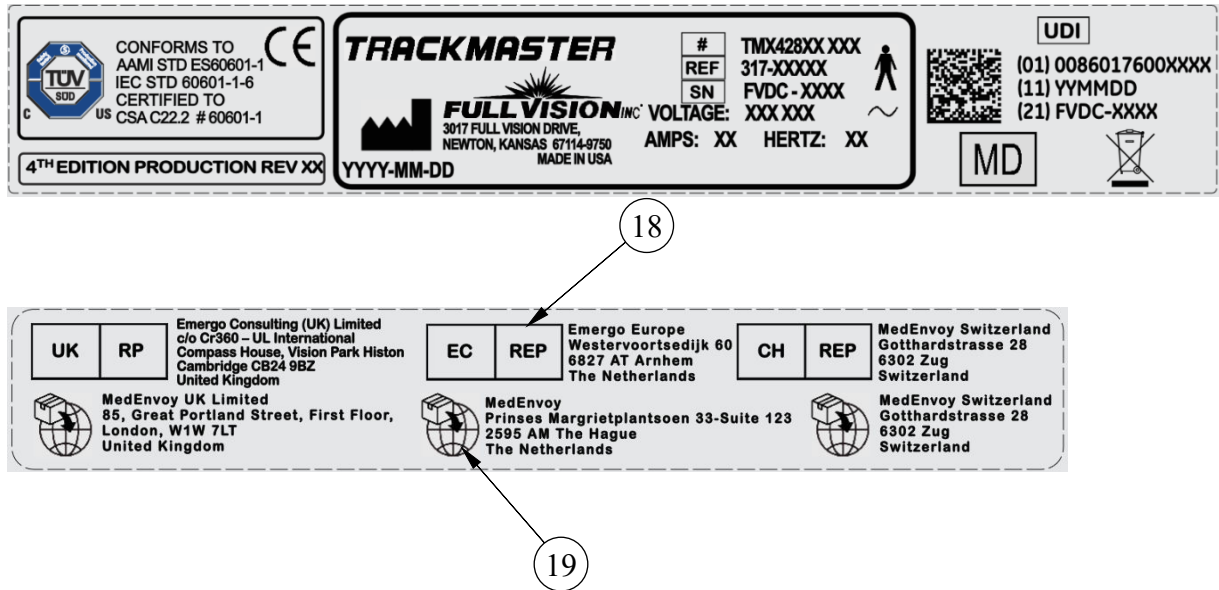 CONFORMS TO
AAMI STD ES60601-1
IEC STD 60601-1-6
CERTIFIED TO
CSA C22.2 # 60601-1
CE
TÜV
SÜD
C
US
4TH EDITION PRODUCTION REV XX
TRACKMASTER
FULL VISION INC
3017 FULL VISION DRIVE,
NEWTON, KANSAS 67114-9750
MADE IN USA
YYYY-MM-DD
# TMX428XX XXX
REF 317-XXXXX
SN FVDC - XXXX
VOLTAGE: XXX XXX
AMPS: XX HERTZ: XX
UDI
(01) 0086017600XXXX
(11) YYMMDD
(21) FVDC-XXXX
MD
18
UK RP
Emergo Consulting (UK) Limited
c/o Cr360 – UL International
Compass House, Vision Park Histon
Cambridge CB24 9BZ
United Kingdom
EC REP
Emergo Europe
Westervoortsedijk 60
6827 AT Arnhem
The Netherlands
CH REP
MedEnvoy Switzerland
Gotthardstrasse 28
6302 Zug
Switzerland
MedEnvoy UK Limited
85, Great Portland Street, First Floor,
London, W1W 7LT
United Kingdom
MedEnvoy
Prinses Margrietplantsoen 33-Suite 123
2595 AM The Hague
The Netherlands
MedEnvoy Switzerland
Gotthardstrasse 28
6302 Zug
Switzerland
19